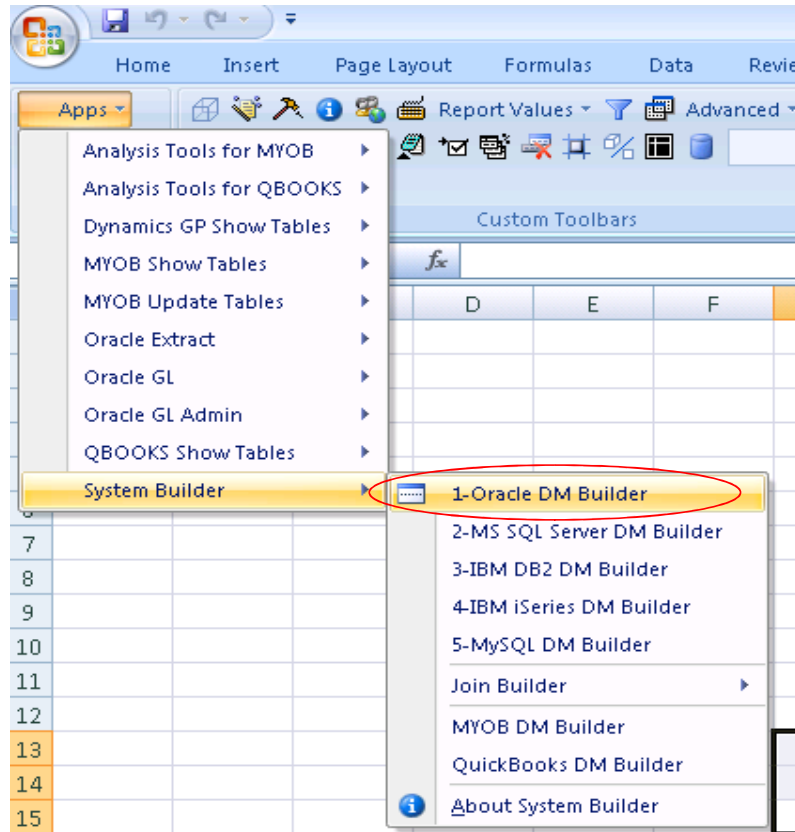 Home Insert Page Layout Formulas Data Revie
Apps Report Values Advanced
Analysis Tools for MYOB
Analysis Tools for QBOOKS
Dynamics GP Show Tables
Custom Toolbars
MYOB Show Tables
fx
MYOB Update Tables
D E F
Oracle Extract
Oracle GL
Oracle GL Admin
QBOOKS Show Tables
System Builder
1-Oracle DM Builder
2-MS SQL Server DM Builder
7
3-IBM DB2 DM Builder
8
4-IBM iSeries DM Builder
9
5-MySQL DM Builder
10
Join Builder
11
MYOB DM Builder
12
QuickBooks DM Builder
13
14
About System Builder
15